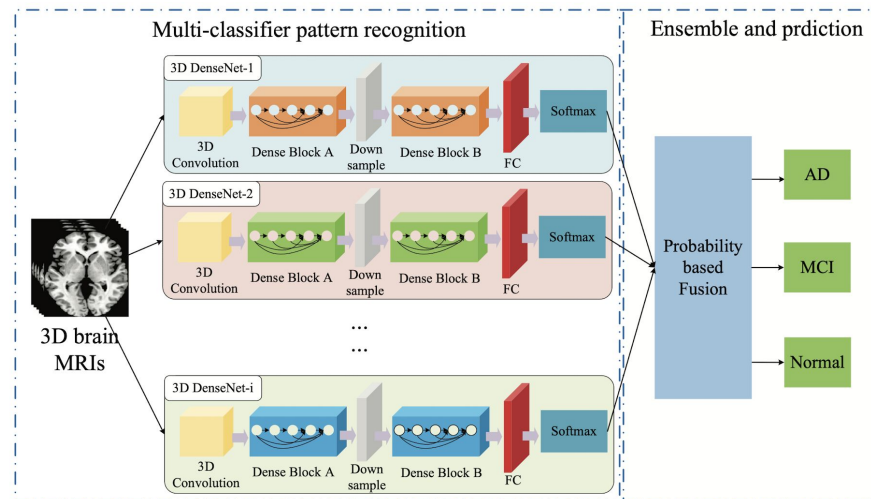 Multi-classifier pattern recognition
Ensemble and prdiction
3D DenseNet-1
3D
Convolution
Dense Block A
Down
sample
Dense Block B
FC
Softmax
3D DenseNet-2
3D
Convolution
Dense Block A
Down
sample
Dense Block B
FC
Softmax
...
...
3D DenseNet-i
3D
Convolution
Dense Block A
Down
sample
Dense Block B
FC
Softmax
3D brain
MRIs
Probability
based
Fusion
AD
MCI
Normal